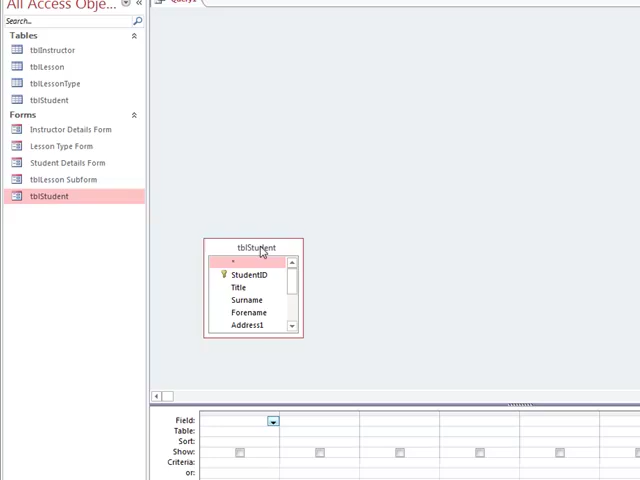 All Access Obje...
Query1
Search...
Tables
tblInstructor
tblLesson
tblLessonType
tblStudent
Forms
Instructor Details Form
Lesson Type Form
Student Details Form
tblLesson Subform
tblStudent
tblStudent
*
StudentID
Title
Surname
Forename
Address1
Field:
Table:
Sort:
Show:
Criteria:
or: